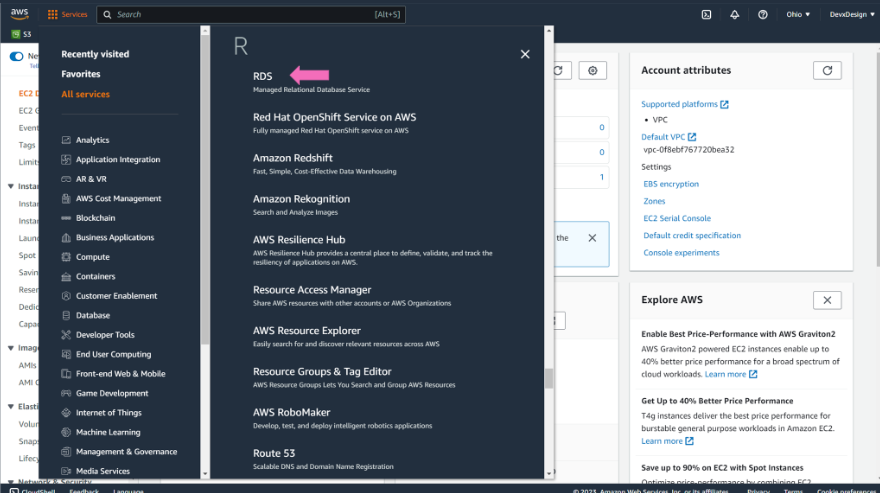 aws
Services
Search
[Alt+S]
Ohio
DevxDesign
S3
Recently visited
Favorites
All services
Analytics
Application Integration
AR & VR
AWS Cost Management
Blockchain
Business Applications
Compute
Containers
Customer Enablement
Database
Developer Tools
End User Computing
Front-end Web & Mobile
Game Development
Internet of Things
Machine Learning
Management & Governance
Media Services
R
RDS
Managed Relational Database Service
Red Hat OpenShift Service on AWS
Fully managed Red Hat OpenShift service on AWS
Amazon Redshift
Fast, Simple, Cost-Effective Data Warehousing
Amazon Rekognition
Search and Analyze Images
AWS Resilience Hub
AWS Resilience Hub provides a central place to define, validate, and track the
resiliency of applications on AWS.
Resource Access Manager
Share AWS resources with other accounts or AWS Organizations
AWS Resource Explorer
Easily search for and discover relevant resources across AWS
Resource Groups & Tag Editor
AWS Resource Groups Lets You Search and Group AWS Resources
AWS RoboMaker
Develop, test, and deploy intelligent robotics applications
Route 53
Scalable DNS and Domain Name Registration
0
0
1
the
Account attributes
Supported platforms
• VPC
Default VPC
vpc-0f8ebf767720bea32
Settings
EBS encryption
Zones
EC2 Serial Console
Default credit specification
Console experiments
Explore AWS
Enable Best Price-Performance with AWS Graviton2
AWS Graviton2 powered EC2 instances enable up to
40% better price performance for a broad spectrum of
cloud workloads. Learn more
Get Up to 40% Better Price Performance
T4g instances deliver the best price performance for
burstable general purpose workloads in Amazon EC2.
Learn more
Save up to 90% on EC2 with Spot Instances
Optimize price-performance by combining EC2
CloudShell Feedback Language
© 2023, Amazon Web Services, Inc. or its affiliates. Privacy Terms Cookie preferences